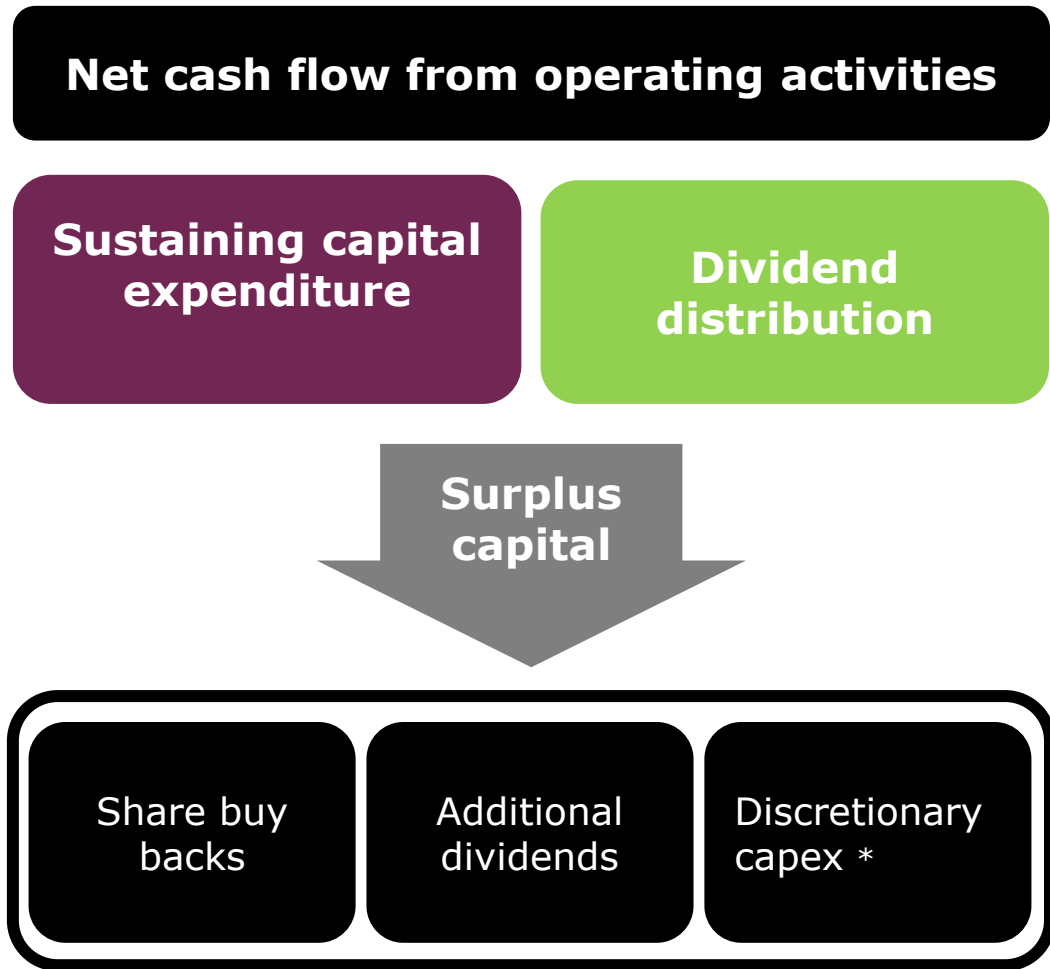 Net cash flow from operating activities
Sustaining capital
expenditure
Dividend
distribution
Surplus
capital
Share buy
backs
Additional
dividends
Discretionary
capex *